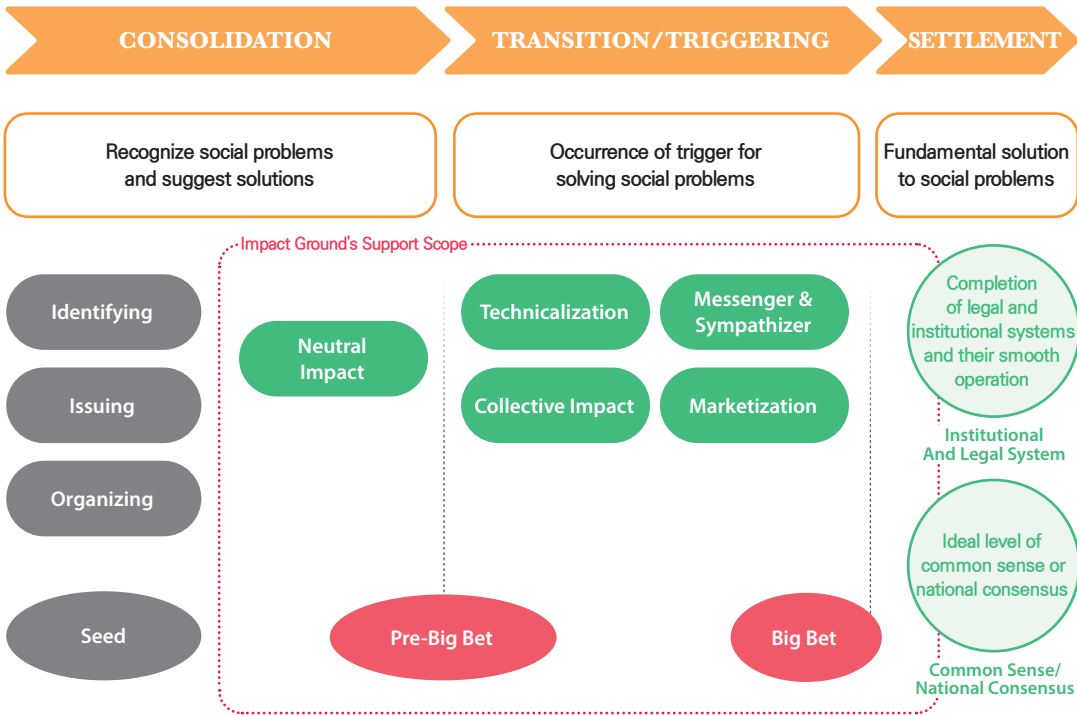 CONSOLIDATION
TRANSITION/TRIGGERING
SETTLEMENT
Recognize social problems
and suggest solutions
Occurrence of trigger for
solving social problems
Fundamental solution
to social problems
Impact Ground's Support Scope
Identifying
Issuing
Organizing
Seed
Neutral
Impact
Pre-Big Bet
Technicalization
Messenger &
Sympathizer
Collective Impact
Marketization
Big Bet
Completion
of legal and
institutional systems
and their smooth
operation
Institutional
And Legal System
Ideal level of
common sense or
national consensus
Common Sense/
National Consensus